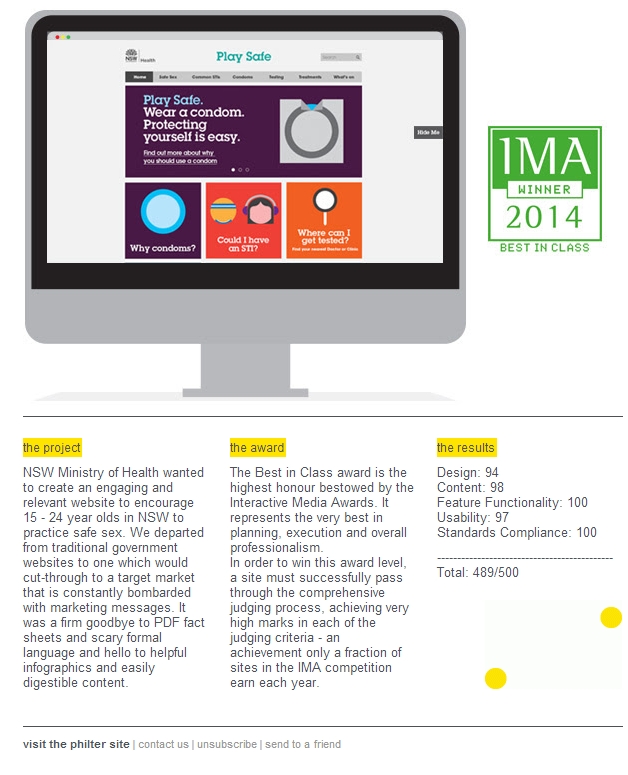 NSW
GOVERNMENT
Health
Play Safe
Search
Home Safe Sex Common STIs Condoms Testing Treatments What's on
Play Safe.
Wear a condom.
Protecting
yourself is easy.
Find out more about why
you should use a condom
Hide Me
Why condoms?
Could I have
an STI?
Where can I
get tested?
Find your nearest Doctor or Clinic
IMA
WINNER
2014
BEST IN CLASS
the project
NSW Ministry of Health wanted
to create an engaging and
relevant website to encourage
15 - 24 year olds in NSW to
practice safe sex. We departed
from traditional government
websites to one which would
cut-through to a target market
that is constantly bombarded
with marketing messages. It
was a firm goodbye to PDF fact
sheets and scary formal
language and hello to helpful
infographics and easily
digestible content.
the award
The Best in Class award is the
highest honour bestowed by the
Interactive Media Awards. It
represents the very best in
planning, execution and overall
professionalism.
In order to win this award level,
a site must successfully pass
through the comprehensive
judging process, achieving very
high marks in each of the
judging criteria - an
achievement only a fraction of
sites in the IMA competition
earn each year.
the results
Design: 94
Content: 98
Feature Functionality: 100
Usability: 97
Standards Compliance: 100
--------------------------------------------
Total: 489/500
visit the philter site | contact us | unsubscribe | send to a friend